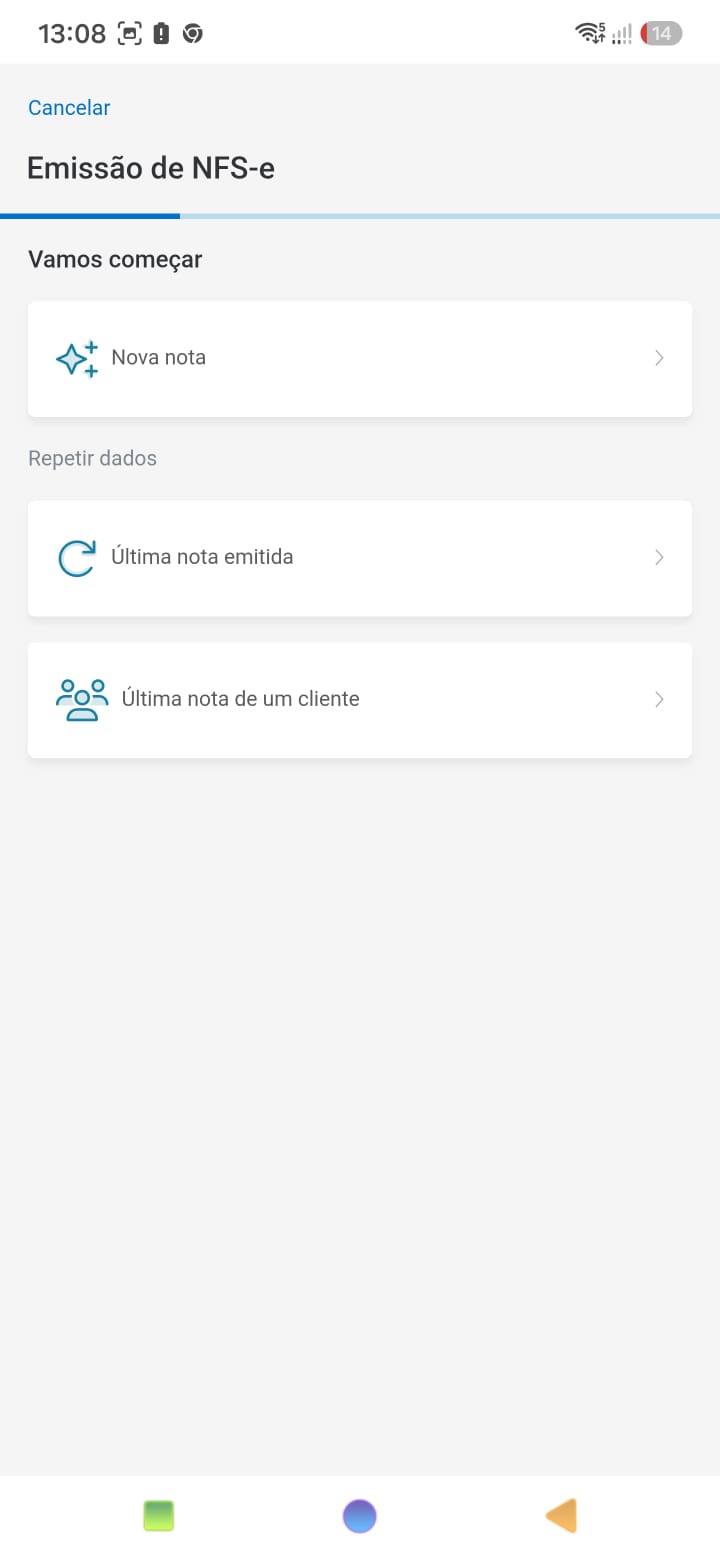 13:08
5
14
Cancelar
Emissão de NFS-e
Vamos começar
Nova nota
Repetir dados
Última nota emitida
Última nota de um cliente